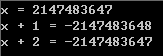 x = 2147483647
x + 1 = -2147483648
x + 2 = -2147483647